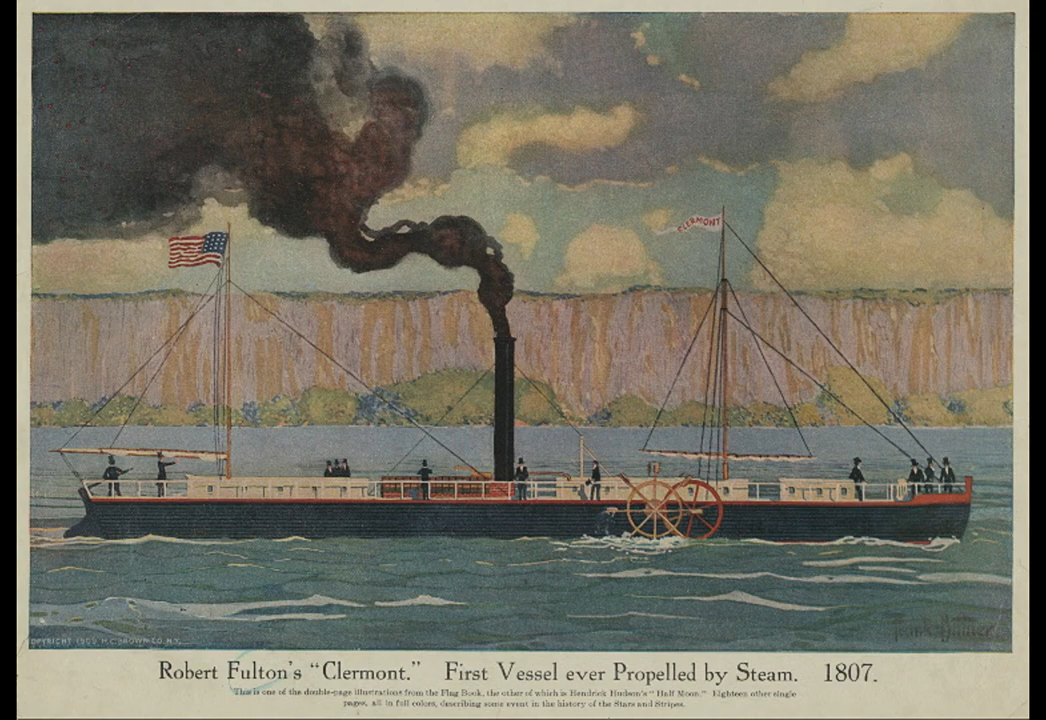 CLERMONT
COPYRIGHT 1909 M.C. BROWN CO. N.Y.
Robert Fulton's "Clermont." First Vessel ever Propelled by Steam. 1807.
This is one of the double-page illustrations from the Flag Book, the other of which is Hendrick Hudson's "Half Moon." Eighteen other single
pages, all in full colors, describing some event in the history of the Stars and Stripes.